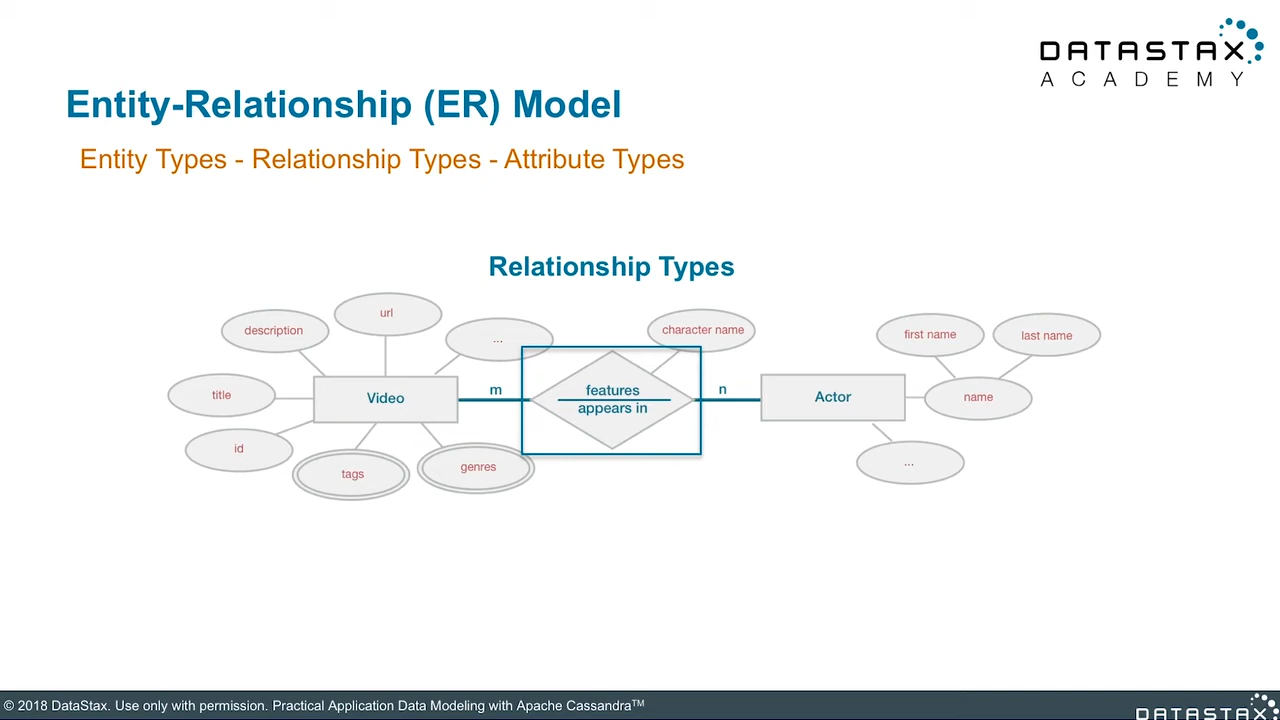 DATASTAX
ACADEMY
Entity-Relationship (ER) Model
Entity Types - Relationship Types - Attribute Types
Relationship Types
url
description
...
character name
first name
last name
title
Video
m
features
appears in
n
Actor
name
id
tags
genres
...
© 2018 DataStax. Use only with permission. Practical Application Data Modeling with Apache Cassandra™
DATASTAX